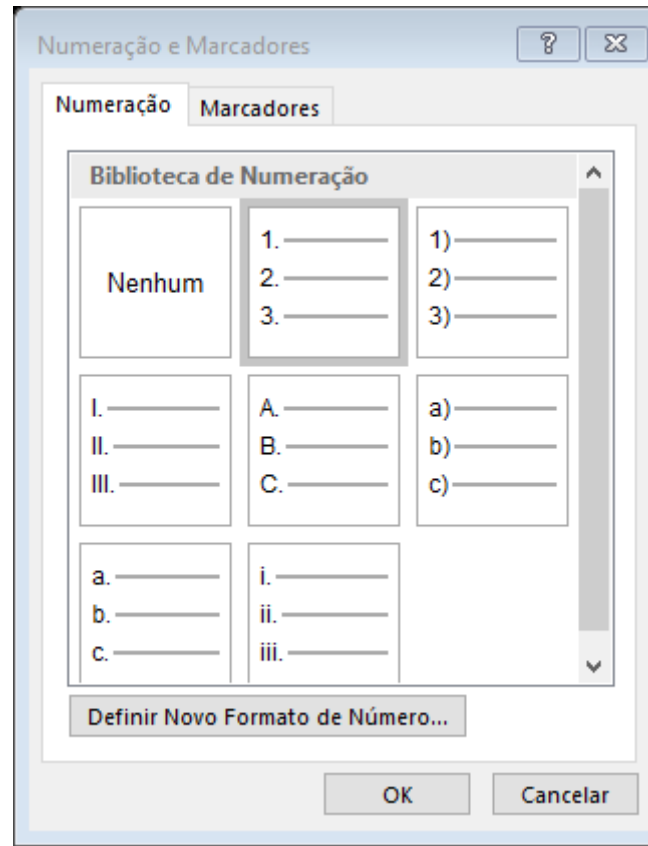 Numeração e Marcadores
Numeração Marcadores
Biblioteca de Numeração
Nenhum
1.
2.
3.
1)
2)
3)
I.
II.
III.
A.
B.
C.
a)
b)
c)
a.
b.
c.
i.
ii.
iii.
Definir Novo Formato de Número...
OK Cancelar